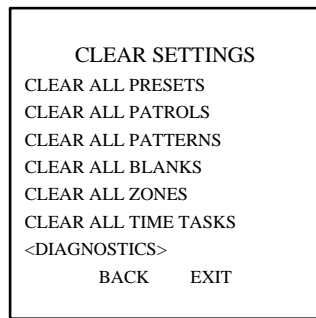 CLEAR SETTINGS
CLEAR ALL PRESETS
CLEAR ALL PATROLS
CLEAR ALL PATTERNS
CLEAR ALL BLANKS
CLEAR ALL ZONES
CLEAR ALL TIME TASKS
<DIAGNOSTICS>
BACK EXIT